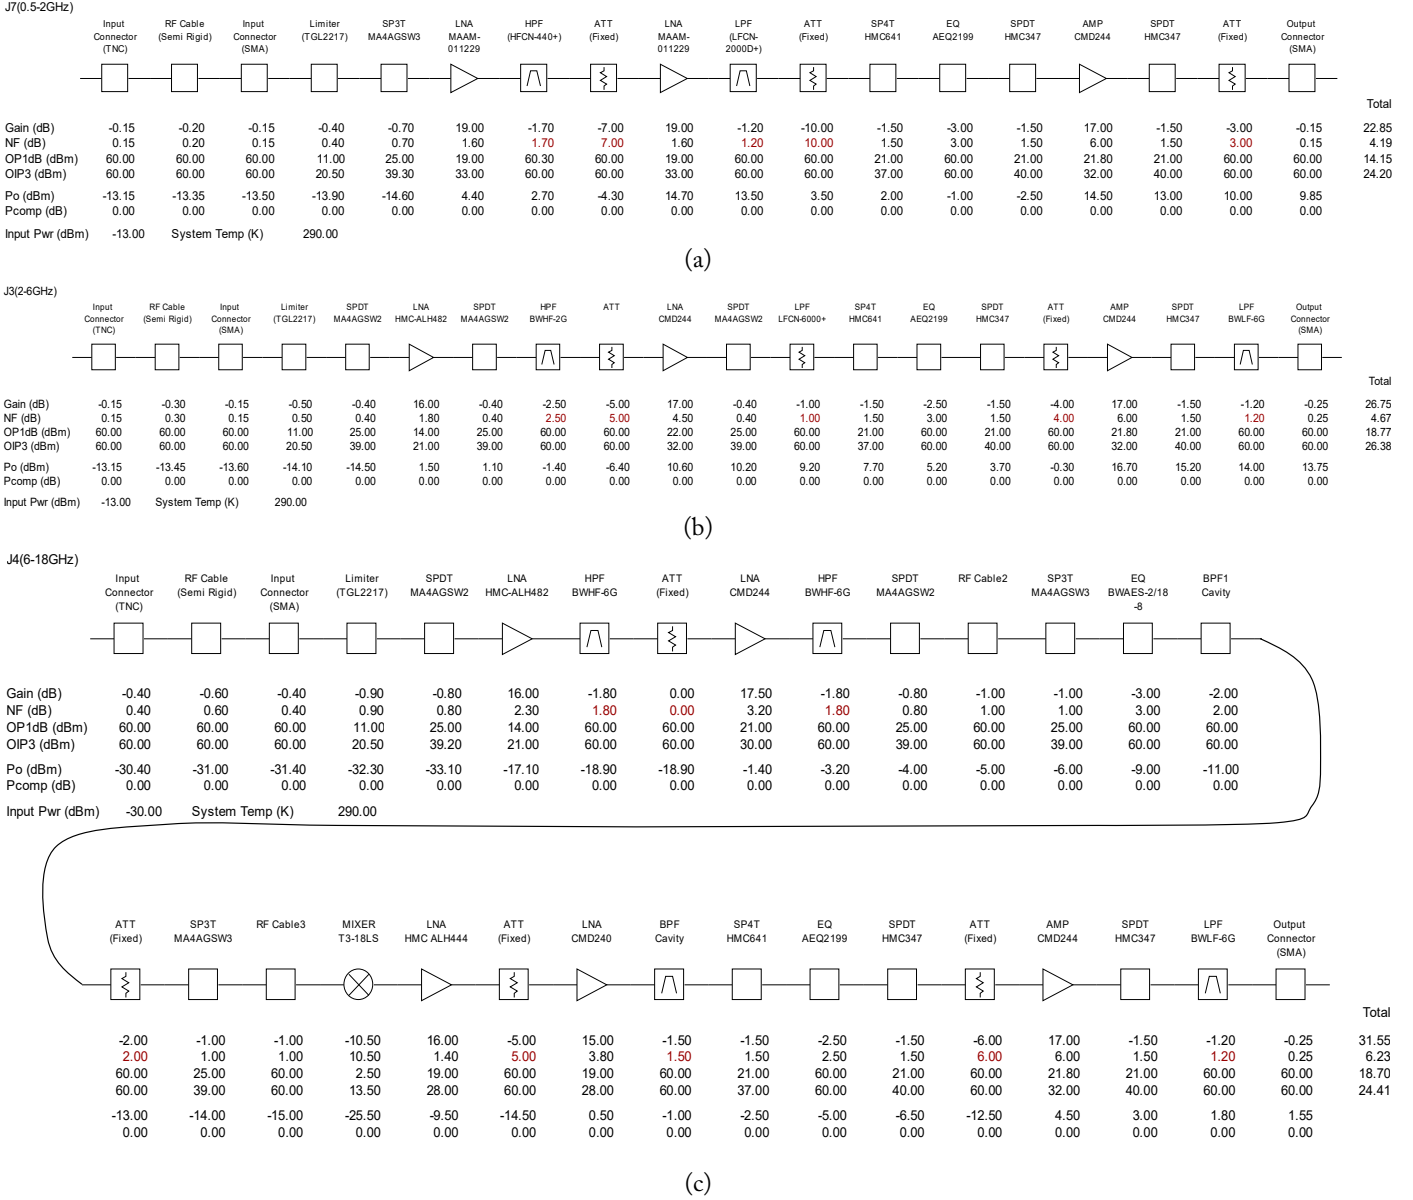 J7(0.5-2GHz)
Input RF Cable Input Limiter SP3T LNA HPF ATT LNA LPF ATT SP4T EQ SPDT AMP SPDT ATT Output
Connector (Semi Rigid) Connector (TGL2217) MA4AGSW3 MAAM- (HFCN-440+) (Fixed) MAAM- (LFCN- (Fixed) HMC641 AEQ2199 HMC347 CMD244 HMC347 (Fixed) Connector
(TNC) (SMA) 011229 011229 2000D+) (SMA)
Total
Gain (dB) -0.15 -0.20 -0.15 -0.40 -0.70 19.00 -1.70 -7.00 19.00 -1.20 -10.00 -1.50 -3.00 -1.50 17.00 -1.50 -3.00 -0.15 22.85
NF (dB) 0.15 0.20 0.15 0.40 0.70 1.60 1.70 7.00 1.60 1.20 10.00 1.50 3.00 1.50 6.00 1.50 3.00 0.15 4.19
OP1dB (dBm) 60.00 60.00 60.00 11.00 25.00 19.00 60.30 60.00 19.00 60.00 60.00 21.00 60.00 21.00 21.80 21.00 60.00 60.00 14.15
OIP3 (dBm) 60.00 60.00 60.00 20.50 39.30 33.00 60.00 60.00 33.00 60.00 60.00 37.00 60.00 40.00 32.00 40.00 60.00 60.00 24.20
Po (dBm) -13.15 -13.35 -13.50 -13.90 -14.60 4.40 2.70 -4.30 14.70 13.50 3.50 2.00 -1.00 -2.50 14.50 13.00 10.00 9.85
Pcomp (dB) 0.00 0.00 0.00 0.00 0.00 0.00 0.00 0.00 0.00 0.00 0.00 0.00 0.00 0.00 0.00 0.00 0.00 0.00
Input Pwr (dBm) -13.00 System Temp (K) 290.00
(a)
J3(2-6GHz)
Input RF Cable Input Limiter SPDT LNA SPDT HPF ATT LNA SPDT LPF SP4T EQ SPDT ATT AMP SPDT LPF Output
Connector (Semi Rigid) Connector (TGL2217) MA4AGSW2 HMC-ALH482 MA4AGSW2 BWHF-2G CMD244 MA4AGSW2 LFCN-6000+ HMC641 AEQ2199 HMC347 (Fixed) CMD244 HMC347 BWLF-6G Connector
(TNC) (SMA) (SMA)
Total
Gain (dB) -0.15 -0.30 -0.15 -0.50 -0.40 16.00 -0.40 -2.50 -5.00 17.00 -0.40 -1.00 -1.50 -2.50 -1.50 -4.00 17.00 -1.50 -1.20 -0.25 26.75
NF (dB) 0.15 0.30 0.15 0.50 0.40 1.80 0.40 2.50 5.00 4.50 0.40 1.00 1.50 3.00 1.50 4.00 6.00 1.50 1.20 0.25 4.67
OP1dB (dBm) 60.00 60.00 60.00 11.00 25.00 14.00 25.00 60.00 60.00 22.00 25.00 60.00 21.00 60.00 21.00 60.00 21.80 21.00 60.00 60.00 18.77
OIP3 (dBm) 60.00 60.00 60.00 20.50 39.00 21.00 39.00 60.00 60.00 32.00 39.00 60.00 37.00 60.00 40.00 60.00 32.00 40.00 60.00 60.00 26.38
Po (dBm) -13.15 -13.45 -13.60 -14.10 -14.50 1.50 1.10 -1.40 -6.40 10.60 10.20 9.20 7.70 5.20 3.70 -0.30 16.70 15.20 14.00 13.75
Pcomp (dB) 0.00 0.00 0.00 0.00 0.00 0.00 0.00 0.00 0.00 0.00 0.00 0.00 0.00 0.00 0.00 0.00 0.00 0.00 0.00 0.00
Input Pwr (dBm) -13.00 System Temp (K) 290.00
(b)
J4(6-18GHz)
Input RF Cable Input Limiter SPDT LNA HPF ATT LNA HPF SPDT RF Cable2 SP3T EQ BPF1
Connector (Semi Rigid) Connector (TGL2217) MA4AGSW2 HMC-ALH482 BWHF-6G (Fixed) CMD244 BWHF-6G MA4AGSW2 MA4AGSW3 BWAES-2/18 Cavity
(TNC) (SMA) -8
Gain (dB) -0.40 -0.60 -0.40 -0.90 -0.80 16.00 -1.80 0.00 17.50 -1.80 -0.80 -1.00 -1.00 -3.00 -2.00
NF (dB) 0.40 0.60 0.40 0.90 0.80 2.30 1.80 0.00 3.20 1.80 0.80 1.00 1.00 3.00 2.00
OP1dB (dBm) 60.00 60.00 60.00 11.00 25.00 14.00 60.00 60.00 21.00 60.00 25.00 60.00 25.00 60.00 60.00
OIP3 (dBm) 60.00 60.00 60.00 20.50 39.20 21.00 60.00 60.00 30.00 60.00 39.00 60.00 39.00 60.00 60.00
Po (dBm) -30.40 -31.00 -31.40 -32.30 -33.10 -17.10 -18.90 -18.90 -1.40 -3.20 -4.00 -5.00 -6.00 -9.00 -11.00
Pcomp (dB) 0.00 0.00 0.00 0.00 0.00 0.00 0.00 0.00 0.00 0.00 0.00 0.00 0.00 0.00 0.00
Input Pwr (dBm) -30.00 System Temp (K) 290.00
ATT SP3T RF Cable3 MIXER LNA ATT LNA BPF SP4T EQ SPDT ATT AMP SPDT LPF Output
(Fixed) MA4AGSW3 T3-18LS HMC ALH444 (Fixed) CMD240 Cavity HMC641 AEQ2199 HMC347 (Fixed) CMD244 HMC347 BWLF-6G Connector
(SMA)
Total
-2.00 -1.00 -1.00 -10.50 16.00 -5.00 15.00 -1.50 -1.50 -2.50 -1.50 -6.00 17.00 -1.50 -1.20 -0.25 31.55
2.00 1.00 1.00 10.50 1.40 5.00 3.80 1.50 1.50 2.50 1.50 6.00 6.00 1.50 1.20 0.25 6.23
60.00 25.00 60.00 2.50 19.00 60.00 19.00 60.00 21.00 60.00 21.00 60.00 21.80 21.00 60.00 60.00 18.70
60.00 39.00 60.00 13.50 28.00 60.00 28.00 60.00 37.00 60.00 40.00 60.00 32.00 40.00 60.00 60.00 24.41
-13.00 -14.00 -15.00 -25.50 -9.50 -14.50 0.50 -1.00 -2.50 -5.00 -6.50 -12.50 4.50 3.00 1.80 1.55
0.00 0.00 0.00 0.00 0.00 0.00 0.00 0.00 0.00 0.00 0.00 0.00 0.00 0.00 0.00 0.00
(c)